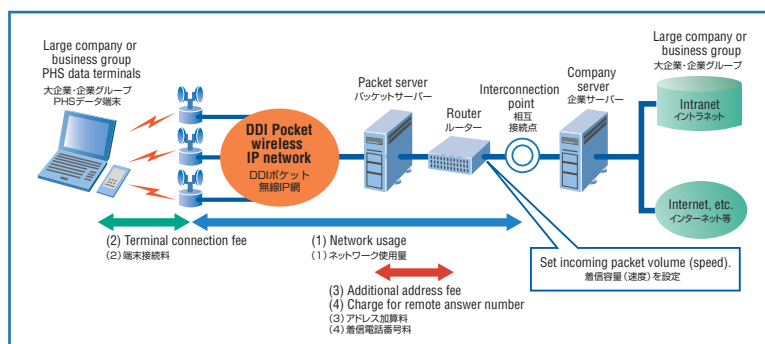 Large company or
business group
PHS data terminals
大企業・企業グループ
PHSデータ端末
DDI Pocket
wireless
IP network
DDIポケット
無線IP網
Packet server
パケットサーバー
Router
ルーター
Interconnection
point
相互
接続点
Company
server
企業サーバー
Large company or
business group
大企業・企業グループ
Intranet
イントラネット
Internet, etc.
インターネット等
(2) Terminal connection fee
(2)端末接続料
(1) Network usage
(1)ネットワーク使用量
(3) Additional address fee
(4) Charge for remote answer number
(3)アドレス加算料
(4)着信電話番号料
Set incoming packet volume (speed).
着信容量(速度)を設定